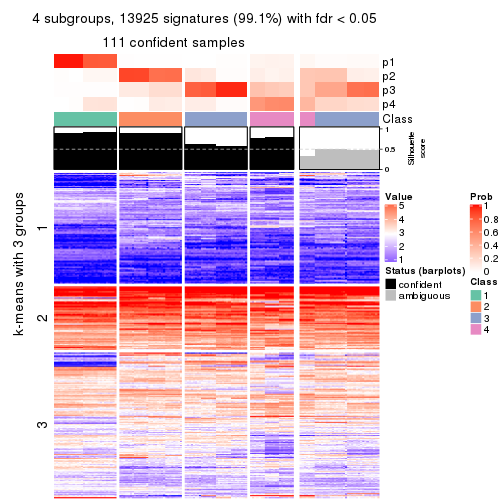 4 subgroups, 13925 signatures (99.1%) with fdr < 0.05
111 confident samples
p1
p2
p3
p4
Class
1
0.5
0
Silhouette
score
k-means with 3 groups
1
2
3
Value
5
4
3
2
1
Status (barplots)
confident
ambiguous
Prob
1
0.8
0.6
0.4
0.2
0
Class
1
2
3
4